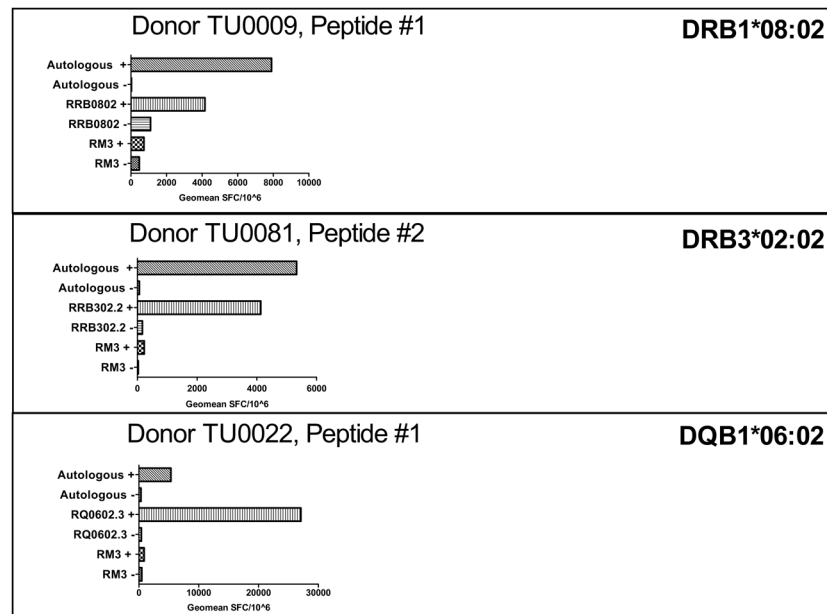 Donor TU0009, Peptide #1
DRB1*08:02
Autologous +
Autologous -
RRB0802 +
RRB0802 -
RM3 +
RM3 -
0 2000 4000 6000 8000 10000
Geomean SFC/10^6
Donor TU0081, Peptide #2
DRB3*02:02
Autologous +
Autologous -
RRB302.2 +
RRB302.2 -
RM3 +
RM3 -
0 2000 4000 6000
Geomean SFC/10^6
Donor TU0022, Peptide #1
DQB1*06:02
Autologous +
Autologous -
RQ0602.3 +
RQ0602.3 -
RM3 +
RM3 -
0 10000 20000 30000
Geomean SFC/10^6